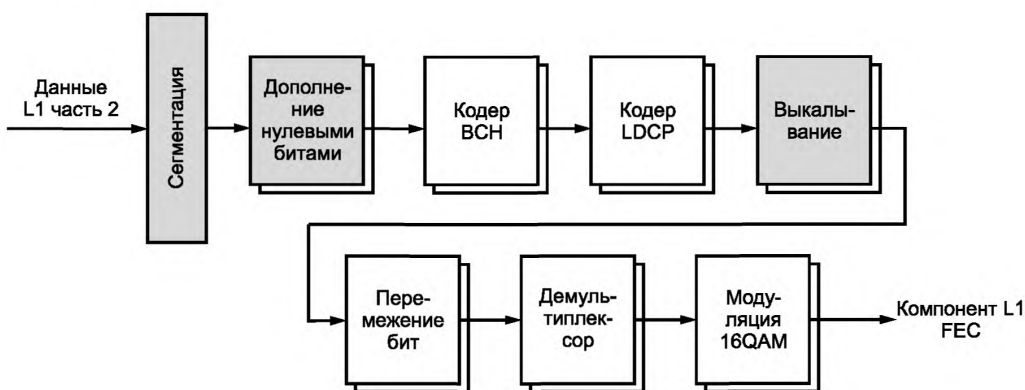 Данные
L1 часть 2
Сегментация
Дополне-
ние
нулевыми
битами
Кодер
BCH
Кодер
LDCP
Выкалы-
вание
Пере-
межение
бит
Демуль-
типлек-
сор
Моду-
ляция
16QAM
Компонент L1
FEC